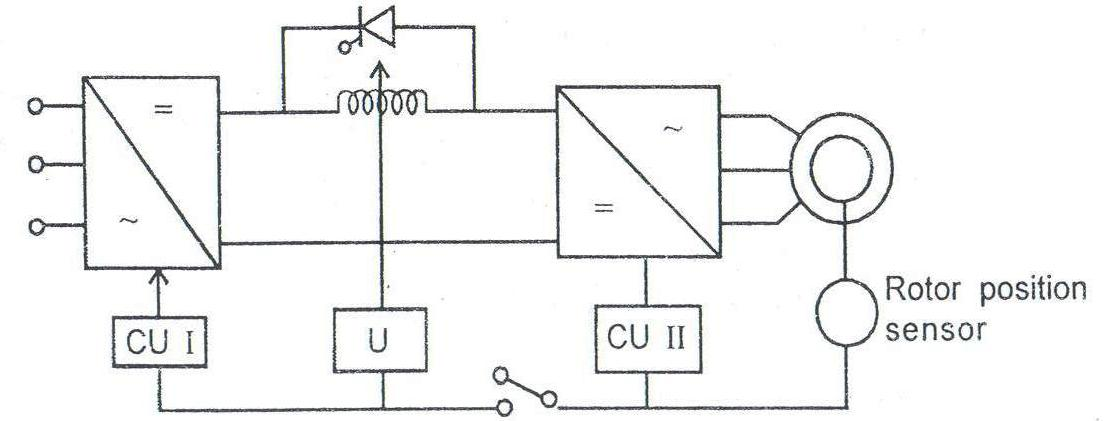 =
~
~
=
CU I
U
CU II
Rotor position
sensor